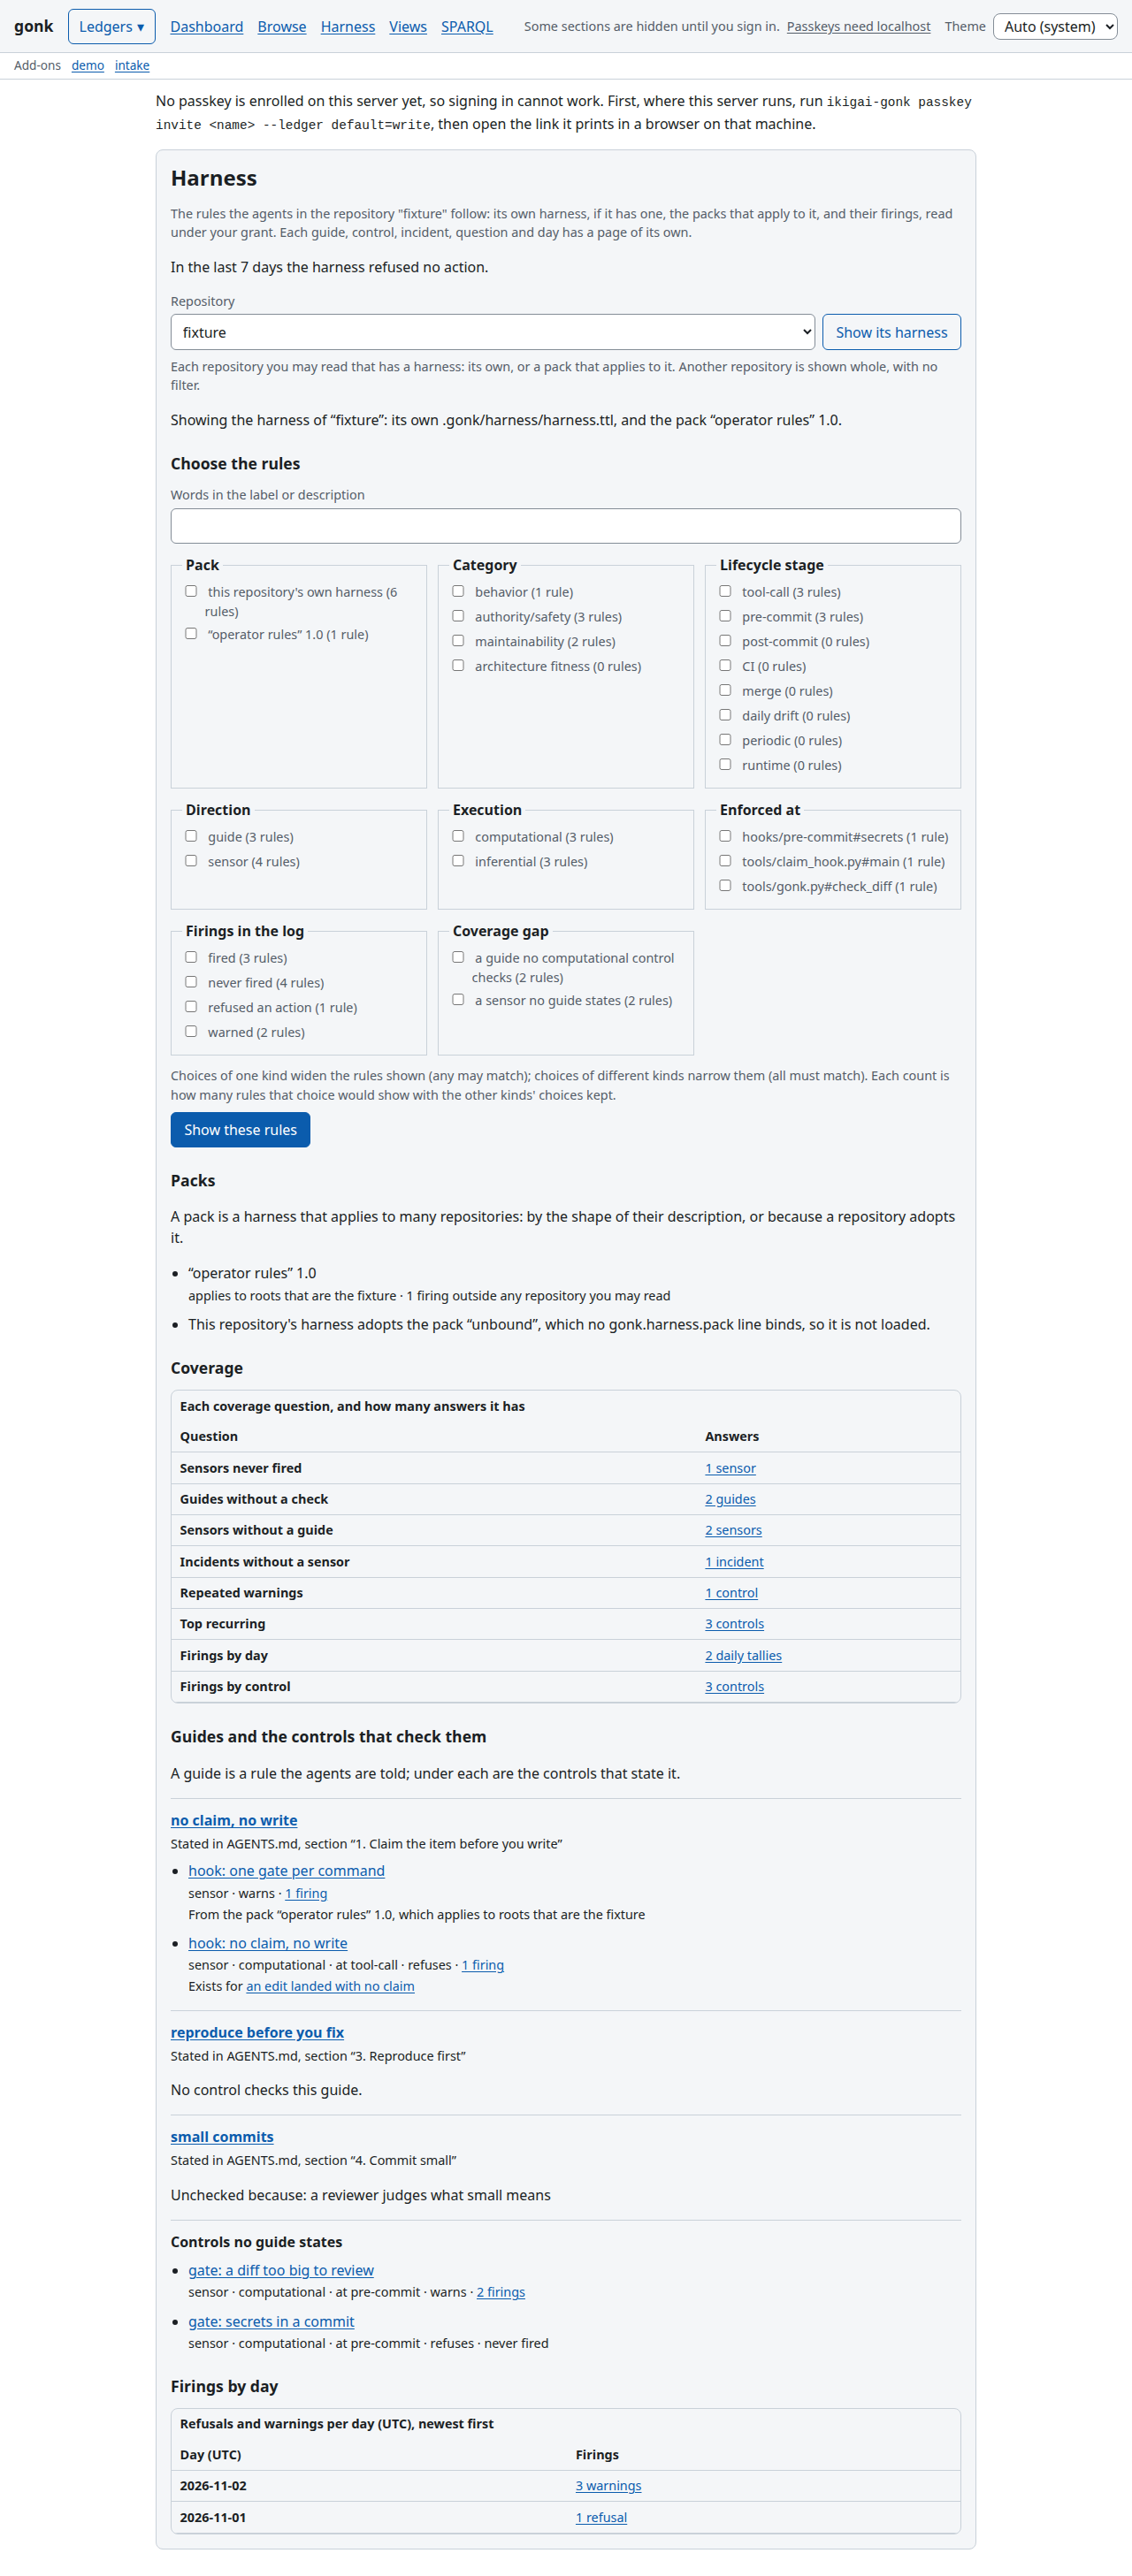 gonk Ledgers ▾ Dashboard Browse Harness Views SPARQL Some sections are hidden until you sign in. Passkeys need localhost Theme Auto (system)
Add-ons demo intake
No passkey is enrolled on this server yet, so signing in cannot work. First, where this server runs, run ikigai-gonk passkey
invite <name> --ledger default=write, then open the link it prints in a browser on that machine.
Harness
The rules the agents in the repository "fixture" follow: its own harness, if it has one, the packs that apply to it, and their firings, read
under your grant. Each guide, control, incident, question and day has a page of its own.
In the last 7 days the harness refused no action.
Repository
fixture
Show its harness
Each repository you may read that has a harness: its own, or a pack that applies to it. Another repository is shown whole, with no
filter.
Showing the harness of “fixture”: its own .gonk/harness/harness.ttl, and the pack “operator rules” 1.0.
Choose the rules
Words in the label or description
Pack
this repository's own harness (6
rules)
“operator rules” 1.0 (1 rule)
Category
behavior (1 rule)
authority/safety (3 rules)
maintainability (2 rules)
architecture fitness (0 rules)
Lifecycle stage
tool-call (3 rules)
pre-commit (3 rules)
post-commit (0 rules)
CI (0 rules)
merge (0 rules)
daily drift (0 rules)
periodic (0 rules)
runtime (0 rules)
Direction
guide (3 rules)
sensor (4 rules)
Execution
computational (3 rules)
inferential (3 rules)
Enforced at
hooks/pre-commit#secrets (1 rule)
tools/claim_hook.py#main (1 rule)
tools/gonk.py#check_diff (1 rule)
Firings in the log
fired (3 rules)
never fired (4 rules)
refused an action (1 rule)
warned (2 rules)
Coverage gap
a guide no computational control
checks (2 rules)
a sensor no guide states (2 rules)
Choices of one kind widen the rules shown (any may match); choices of different kinds narrow them (all must match). Each count is
how many rules that choice would show with the other kinds' choices kept.
Show these rules
Packs
A pack is a harness that applies to many repositories: by the shape of their description, or because a repository adopts
it.
• “operator rules” 1.0
applies to roots that are the fixture · 1 firing outside any repository you may read
• This repository's harness adopts the pack “unbound”, which no gonk.harness.pack line binds, so it is not loaded.
Coverage
Each coverage question, and how many answers it has
Question Answers
Sensors never fired 1 sensor
Guides without a check 2 guides
Sensors without a guide 2 sensors
Incidents without a sensor 1 incident
Repeated warnings 1 control
Top recurring 3 controls
Firings by day 2 daily tallies
Firings by control 3 controls
Guides and the controls that check them
A guide is a rule the agents are told; under each are the controls that state it.
no claim, no write
Stated in AGENTS.md, section “1. Claim the item before you write”
• hook: one gate per command
sensor · warns · 1 firing
From the pack “operator rules” 1.0, which applies to roots that are the fixture
• hook: no claim, no write
sensor · computational · at tool-call · refuses · 1 firing
Exists for an edit landed with no claim
reproduce before you fix
Stated in AGENTS.md, section “3. Reproduce first”
No control checks this guide.
small commits
Stated in AGENTS.md, section “4. Commit small”
Unchecked because: a reviewer judges what small means
Controls no guide states
• gate: a diff too big to review
sensor · computational · at pre-commit · warns · 2 firings
• gate: secrets in a commit
sensor · computational · at pre-commit · refuses · never fired
Firings by day
Refusals and warnings per day (UTC), newest first
Day (UTC) Firings
2026-11-02 3 warnings
2026-11-01 1 refusal